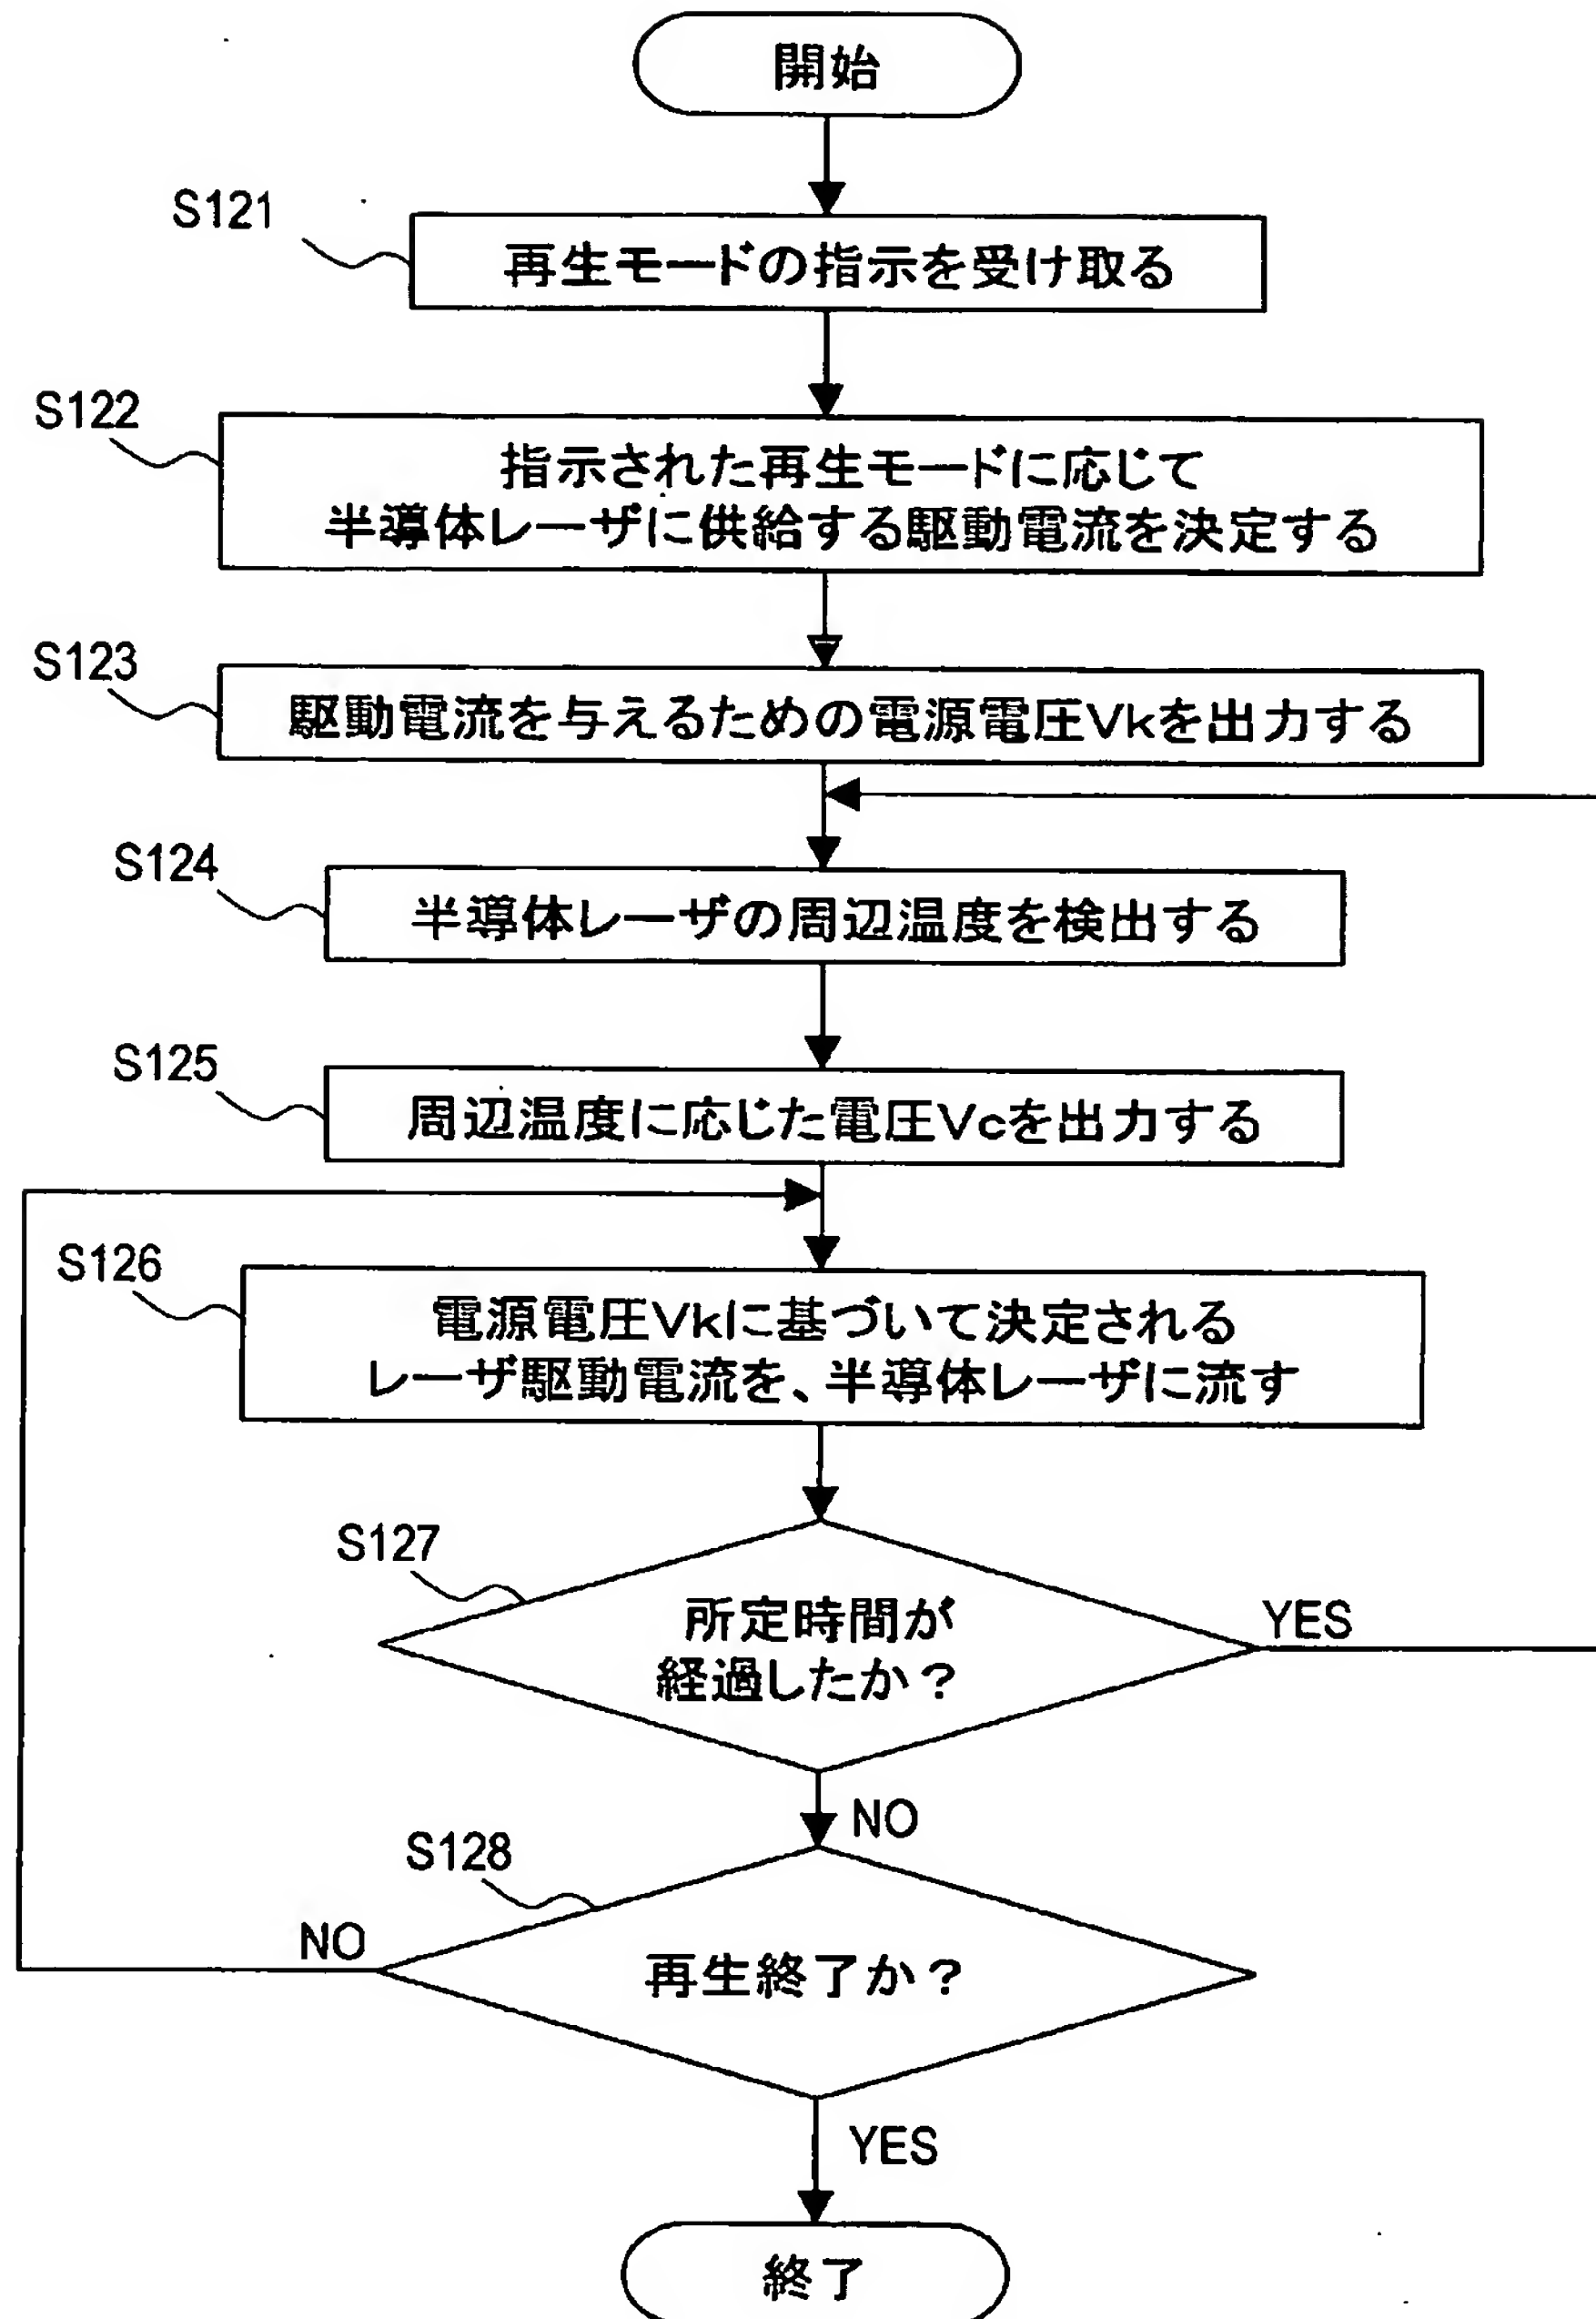 開始
S121
再生モードの指示を受け取る
S122
指示された再生モードに応じて
半導体レーザに供給する駆動電流を決定する
S123
駆動電流を与えるための電源電圧Vkを出力する
S124
半導体レーザの周辺温度を検出する
S125
周辺温度に応じた電圧Vcを出力する
S126
電源電圧Vkに基づいて決定される
レーザ駆動電流を、半導体レーザに流す
S127
所定時間が
経過したか？
YES
NO
S128
再生終了か？
NO
YES
終了